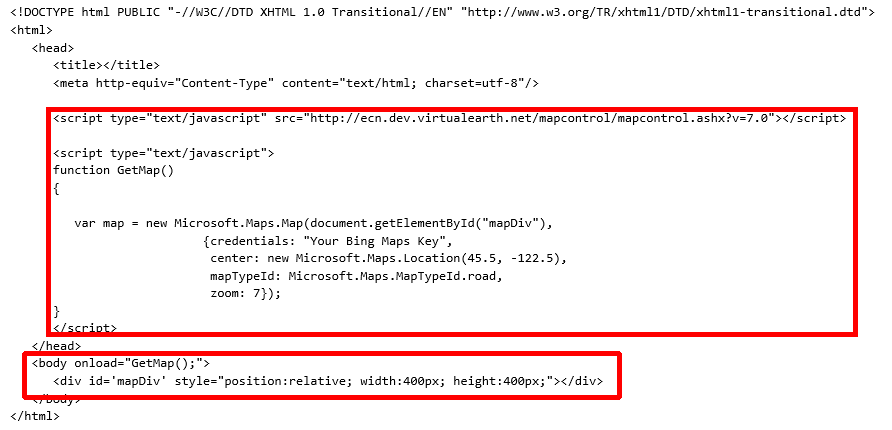 <!DOCTYPE html PUBLIC "-//W3C//DTD XHTML 1.0 Transitional//EN" "http://www.w3.org/TR/xhtml1/DTD/xhtml1-transitional.dtd">
<html>
<head>
<title></title>
<meta http-equiv="Content-Type" content="text/html; charset=utf-8"/>
<script type="text/javascript" src="http://ecn.dev.virtualearth.net/mapcontrol/mapcontrol.ashx?v=7.0"></script>
<script type="text/javascript">
function GetMap()
{
var map = new Microsoft.Maps.Map(document.getElementById("mapDiv"),
{credentials: "Your Bing Maps Key",
center: new Microsoft.Maps.Location(45.5, -122.5),
mapTypeId: Microsoft.Maps.MapTypeId.road,
zoom: 7});
}
</script>
</head>
<body onload="GetMap();">
<div id='mapDiv' style="position:relative; width:400px; height:400px;"></div>
</body>
</html>